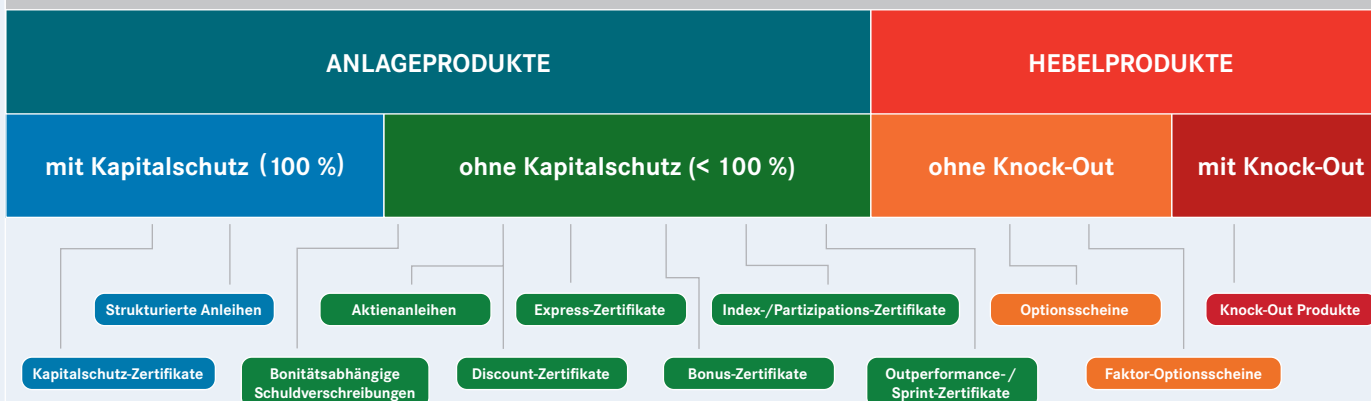 ANLAGEPRODUKTE
HEBELPRODUKTE
mit Kapitalschutz (100 %)
ohne Kapitalschutz (< 100 %)
ohne Knock-Out
mit Knock-Out
Strukturierte Anleihen
Aktienanleihen
Express-Zertifikate
Index-/Partizipations-Zertifikate
Optionsscheine
Knock-Out Produkte
Kapitalschutz-Zertifikate
Bonitätsabhängige
Schuldverschreibungen
Discount-Zertifikate
Bonus-Zertifikate
Outperformance-/
Sprint-Zertifikate
Faktor-Optionsscheine